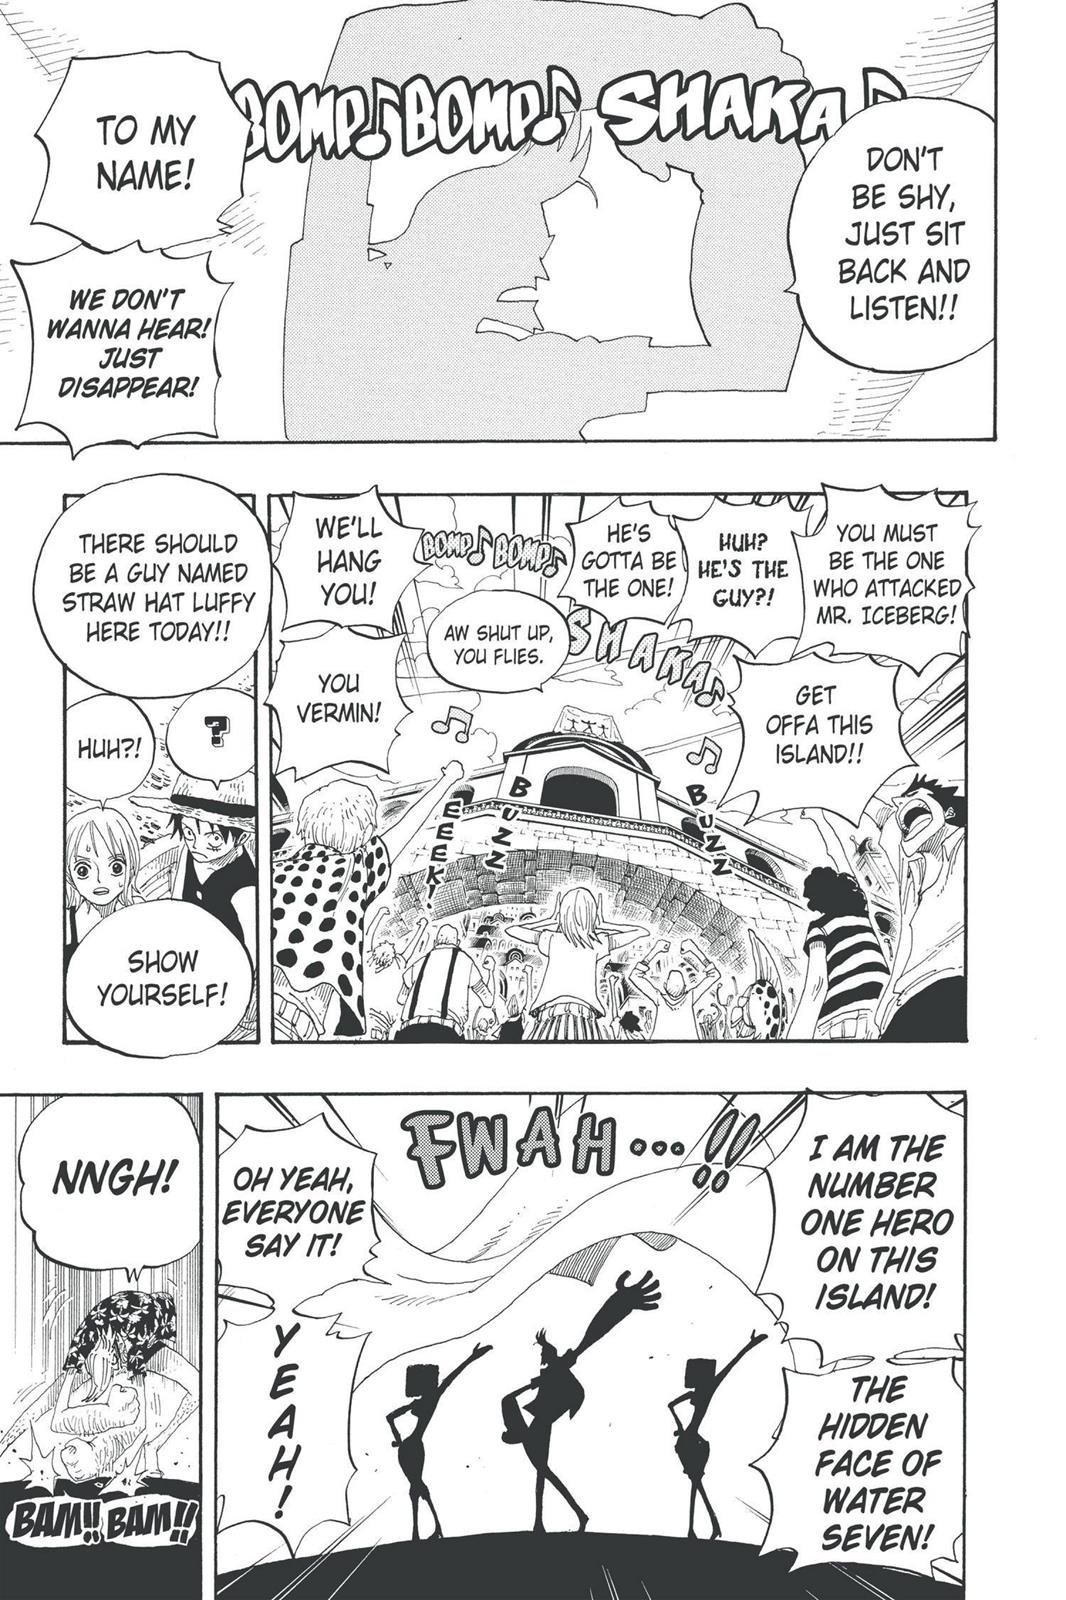 BOMP♪ BOMP♪ SHAKA♪
DON'T
BE SHY,
JUST SIT
BACK AND
LISTEN!!
TO MY
NAME!
WE DON'T
WANNA HEAR!
JUST
DISAPPEAR!
YOU MUST
BE THE ONE
WHO ATTACKED
MR. ICEBERG!
HUH?
HE'S THE
GUY?!
HE'S
GOTTA BE
THE ONE!
BOMP♪ BOMP♪
SHAKA♪
WE'LL
HANG
YOU!
AW SHUT UP,
YOU FLIES.
GET
OFFA THIS
ISLAND!!
YOU
VERMIN!
BUZZ
BUZZ
EEEK!
THERE SHOULD
BE A GUY NAMED
STRAW HAT LUFFY
HERE TODAY!!
?
HUH?!
SHOW
YOURSELF!
I AM THE
NUMBER
ONE HERO
ON THIS
ISLAND!
FWAH...!!
OH YEAH,
EVERYONE
SAY IT!
YEAH!
THE
HIDDEN
FACE OF
WATER
SEVEN!
NNGH!
BAM!! BAM!!